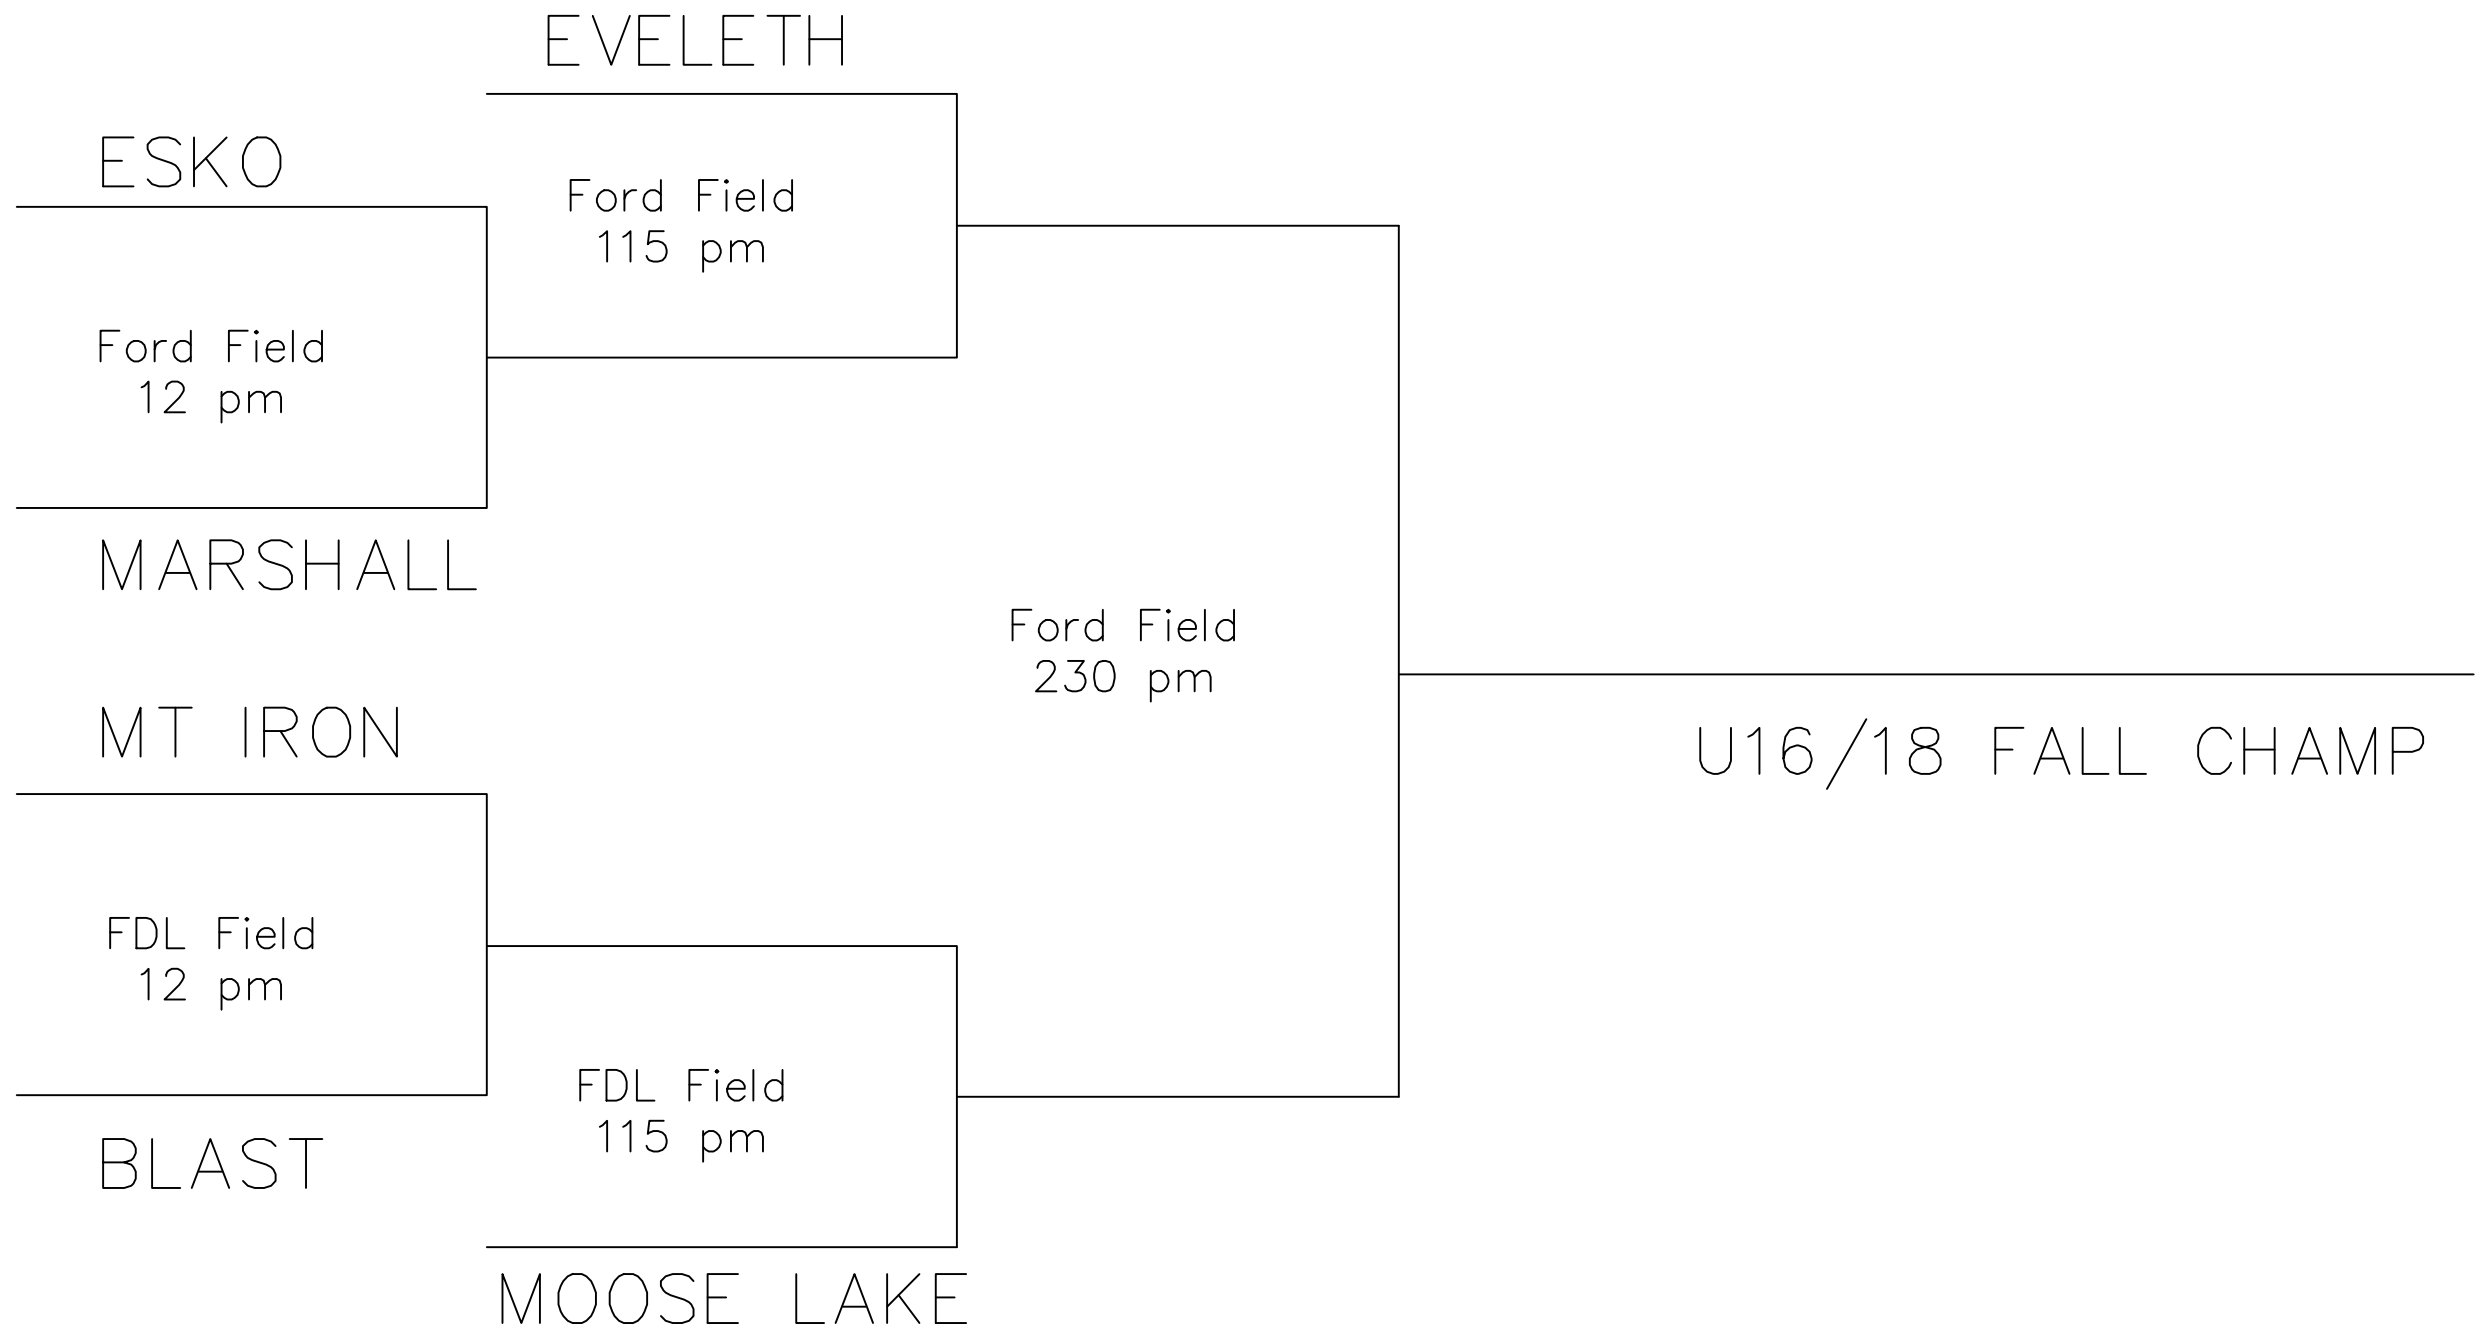 EVELETH
ESKO
Ford Field
115 pm
Ford Field
12 pm
MARSHALL
Ford Field
230 pm
MT IRON
U16/18 FALL CHAMP
FDL Field
12 pm
FDL Field
115 pm
BLAST
MOOSE LAKE